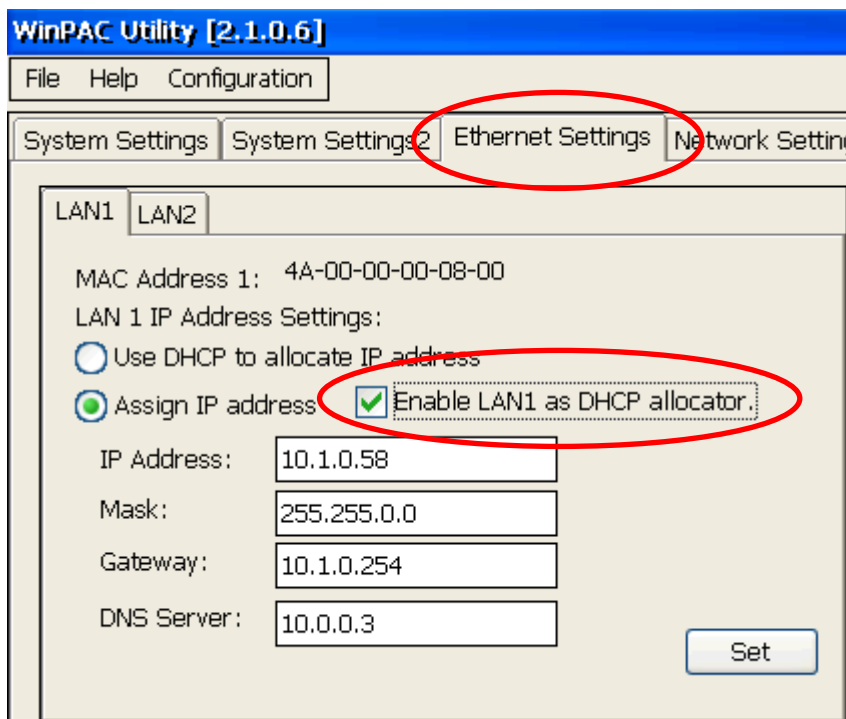 WinPAC Utility [2.1.0.6]
File Help Configuration
System Settings System Settings2 Ethernet Settings Network Settin
LAN1 LAN2
MAC Address 1: 4A-00-00-00-08-00
LAN 1 IP Address Settings:
Use DHCP to allocate IP address
Assign IP address Enable LAN1 as DHCP allocator.
IP Address: 10.1.0.58
Mask: 255.255.0.0
Gateway: 10.1.0.254
DNS Server: 10.0.0.3
Set